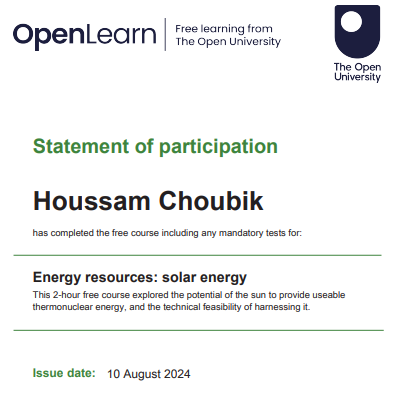 OpenLearn
Free learning from
The Open University
The Open
University
Statement of participation
Houssam Choubik
has completed the free course including any mandatory tests for:
Energy resources: solar energy
This 2-hour free course explored the potential of the sun to provide useable
thermonuclear energy, and the technical feasibility of harnessing it.
Issue date: 10 August 2024